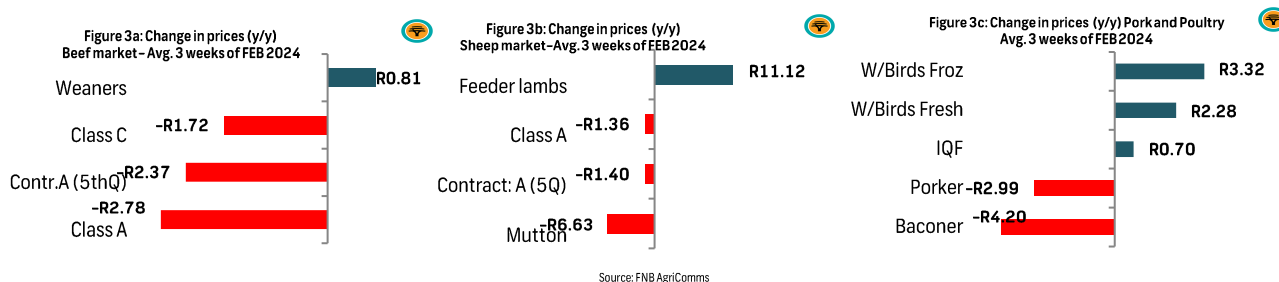 Figure 3a: Change in prices (y/y)
Beef market – Avg. 3 weeks of FEB 2024
Weaners
R0.81
Class C
–R1.72
Contr.A (5thQ)
–R2.37
Class A
–R2.78
Figure 3b: Change in prices (y/y)
Sheep market–Avg. 3 weeks of FEB 2024
Feeder lambs
R11.12
Class A
–R1.36
Contract: A (5Q)
–R1.40
Mutton
–R6.63
Figure 3c: Change in prices (y/y) Pork and Poultry
Avg. 3 weeks of FEB 2024
W/Birds Froz
R3.32
W/Birds Fresh
R2.28
IQF
R0.70
Porker
–R2.99
Baconer
–R4.20
Source: FNB AgriComms